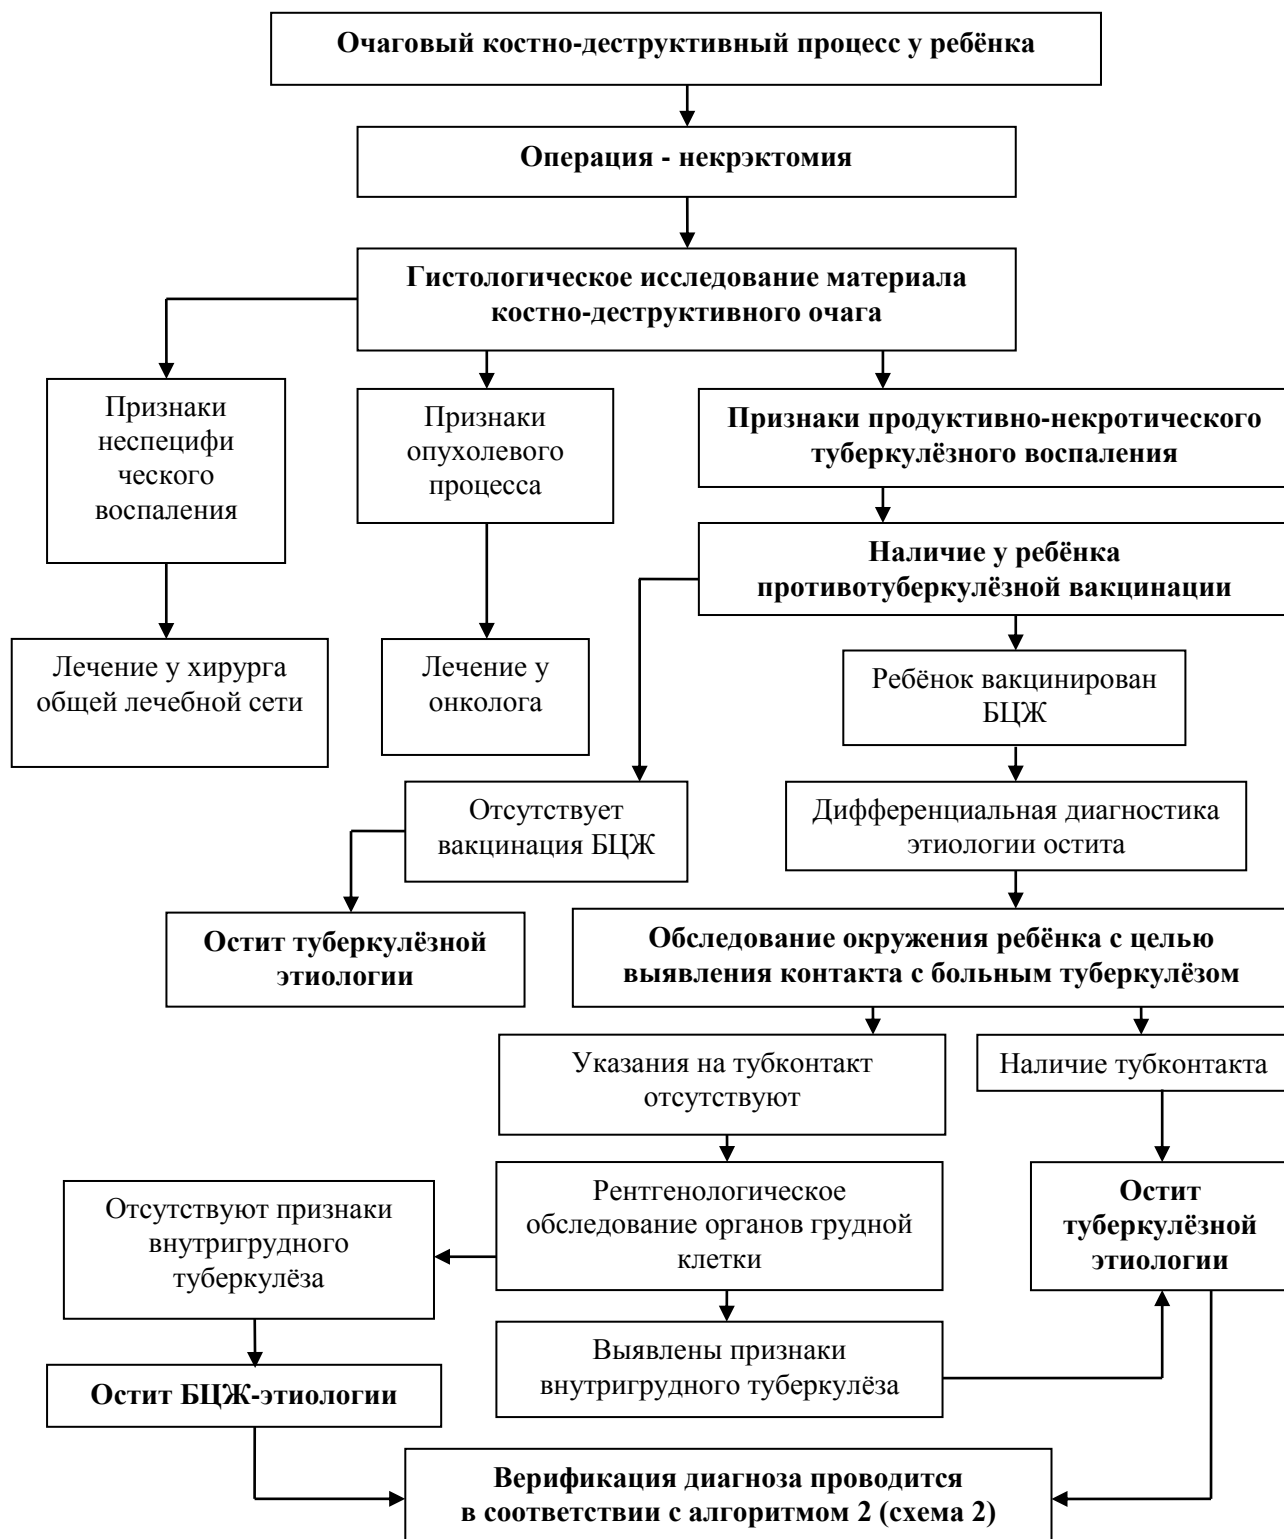 Очаговый костно-деструктивный процесс у ребёнка
Операция - некрэктомия
Гистологическое исследование материала
костно-деструктивного очага
Признаки
неспецифи
ческого
воспаления
Признаки
опухолевого
процесса
Признаки продуктивно-некротического
туберкулёзного воспаления
Наличие у ребёнка
противотуберкулёзной вакцинации
Лечение у хирурга
общей лечебной сети
Лечение у
онколога
Ребёнок вакцинирован
БЦЖ
Отсутствует
вакцинация БЦЖ
Дифференциальная диагностика
этиологии остита
Остит туберкулёзной
этиологии
Обследование окружения ребёнка с целью
выявления контакта с больным туберкулёзом
Указания на тубконтакт
отсутствуют
Наличие тубконтакта
Отсутствуют признаки
внутригрудного
туберкулёза
Рентгенологическое
обследование органов грудной
клетки
Остит
туберкулёзной
этиологии
Выявлены признаки
внутригрудного туберкулёза
Остит БЦЖ-этиологии
Верификация диагноза проводится
в соответствии с алгоритмом 2 (схема 2)